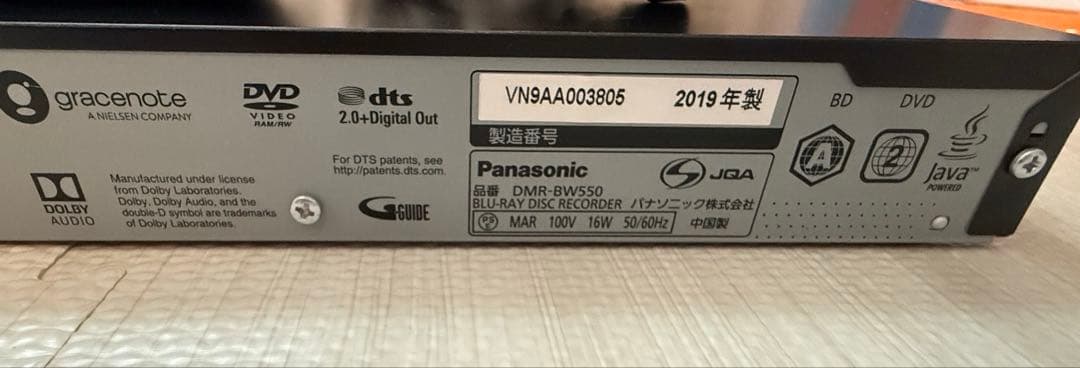 gracenote
A NIELSEN COMPANY
DVD
VIDEO
RAM/RW
dts
2.0+Digital Out
VN9AA003805 2019年製
製造番号
BD DVD
A
2
Java™
POWERED
DOLBY
AUDIO
Manufactured under license
from Dolby Laboratories.
Dolby, Dolby Audio, and the
double-D symbol are trademarks
of Dolby Laboratories.
For DTS patents, see
http://patents.dts.com.
G-GUIDE
Panasonic
JQA
品番 DMR-BW550
BLU-RAY DISC RECORDER パナソニック株式会社
PS E MAR 100V 16W 50/60Hz 中国製